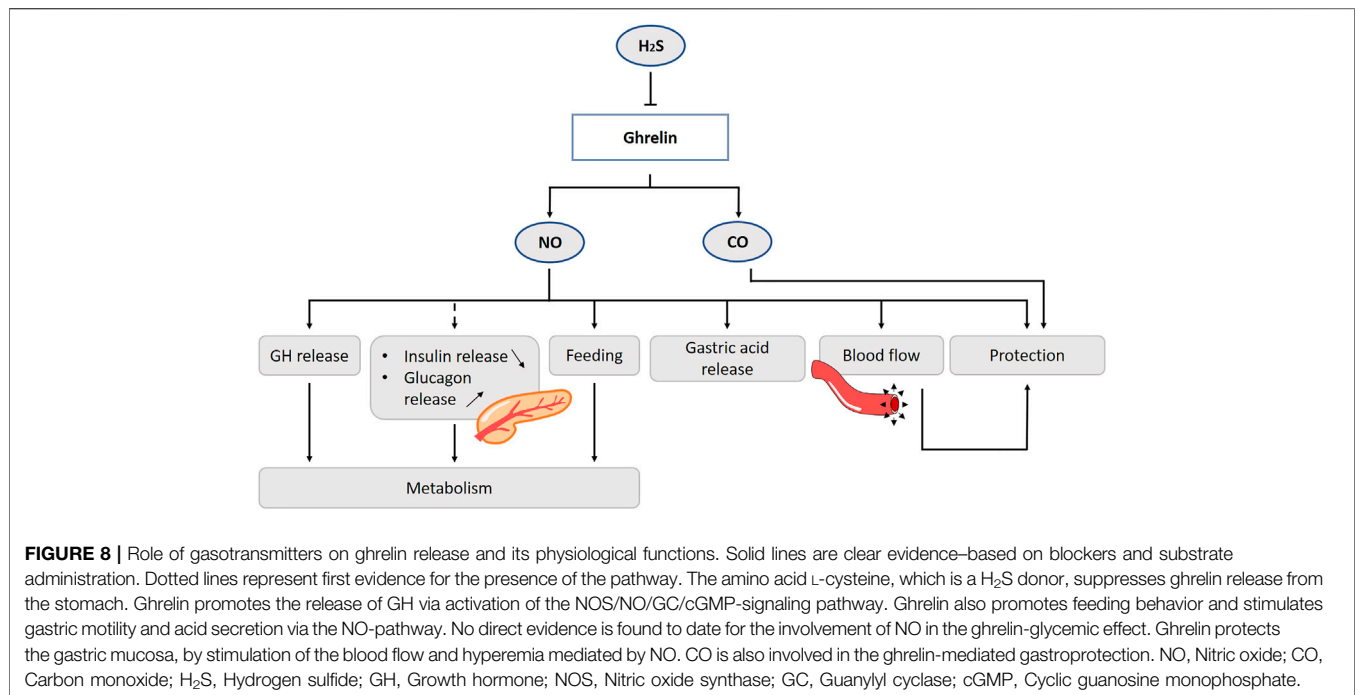 H₂S
Ghrelin
NO
CO
GH release
• Insulin release
• Glucagon
release
Feeding
Gastric acid
release
Blood flow
Protection
Metabolism
FIGURE 8 | Role of gasotransmitters on ghrelin release and its physiological functions. Solid lines are clear evidence–based on blockers and substrate
administration. Dotted lines represent first evidence for the presence of the pathway. The amino acid L-cysteine, which is a H₂S donor, suppresses ghrelin release from
the stomach. Ghrelin promotes the release of GH via activation of the NOS/NO/GC/cGMP-signaling pathway. Ghrelin also promotes feeding behavior and stimulates
gastric motility and acid secretion via the NO-pathway. No direct evidence is found to date for the involvement of NO in the ghrelin-glycemic effect. Ghrelin protects
the gastric mucosa, by stimulation of the blood flow and hyperemia mediated by NO. CO is also involved in the ghrelin-mediated gastroprotection. NO, Nitric oxide; CO,
Carbon monoxide; H₂S, Hydrogen sulfide; GH, Growth hormone; NOS, Nitric oxide synthase; GC, Guanylyl cyclase; cGMP, Cyclic guanosine monophosphate.